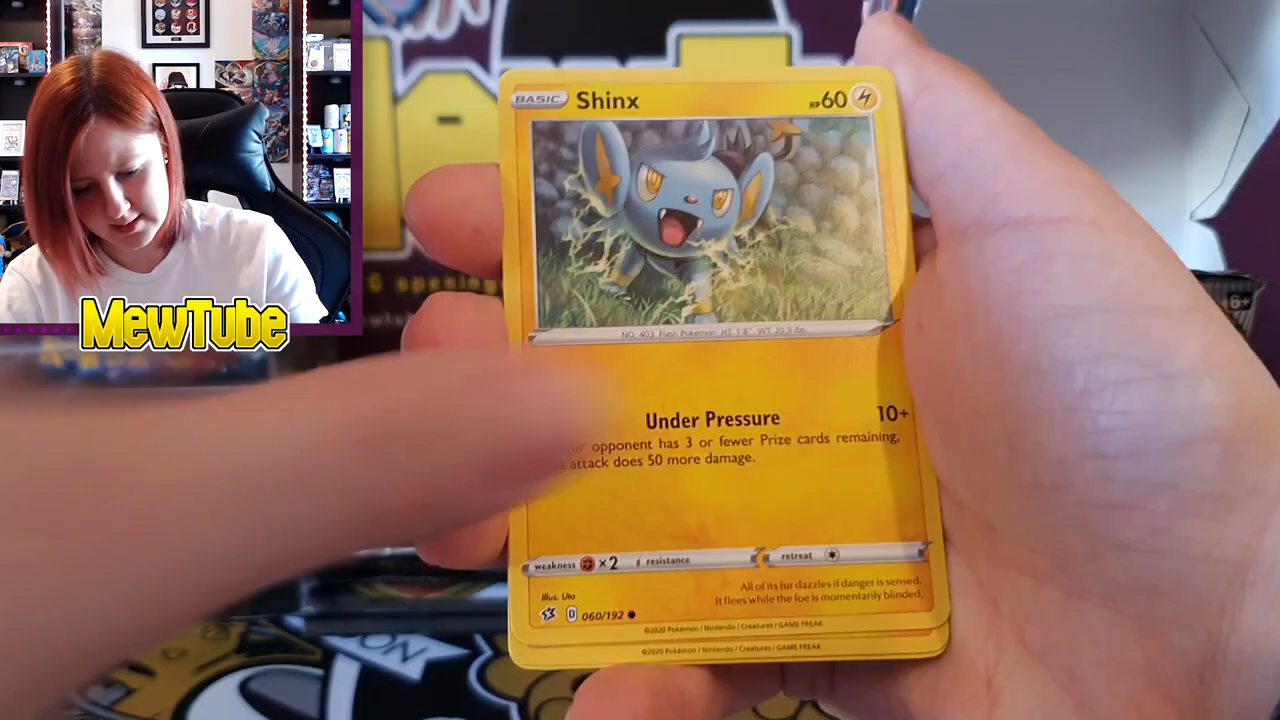 BASIC Shinx HP60
NO. 403 Flash Pokémon HT: 1'8" WT: 20.9 lbs.
Under Pressure 10+
opponent has 3 or fewer Prize cards remaining,
attack does 50 more damage.
weakness ×2 resistance retreat
All of its fur dazzles if danger is sensed.
It flees while the foe is momentarily blinded.
Illus. Uta
D 060/192
©2020 Pokémon / Nintendo / Creatures / GAME FREAK
©2020 Pokémon / Nintendo / Creatures / GAME FREAK
MewTube
opening
6+